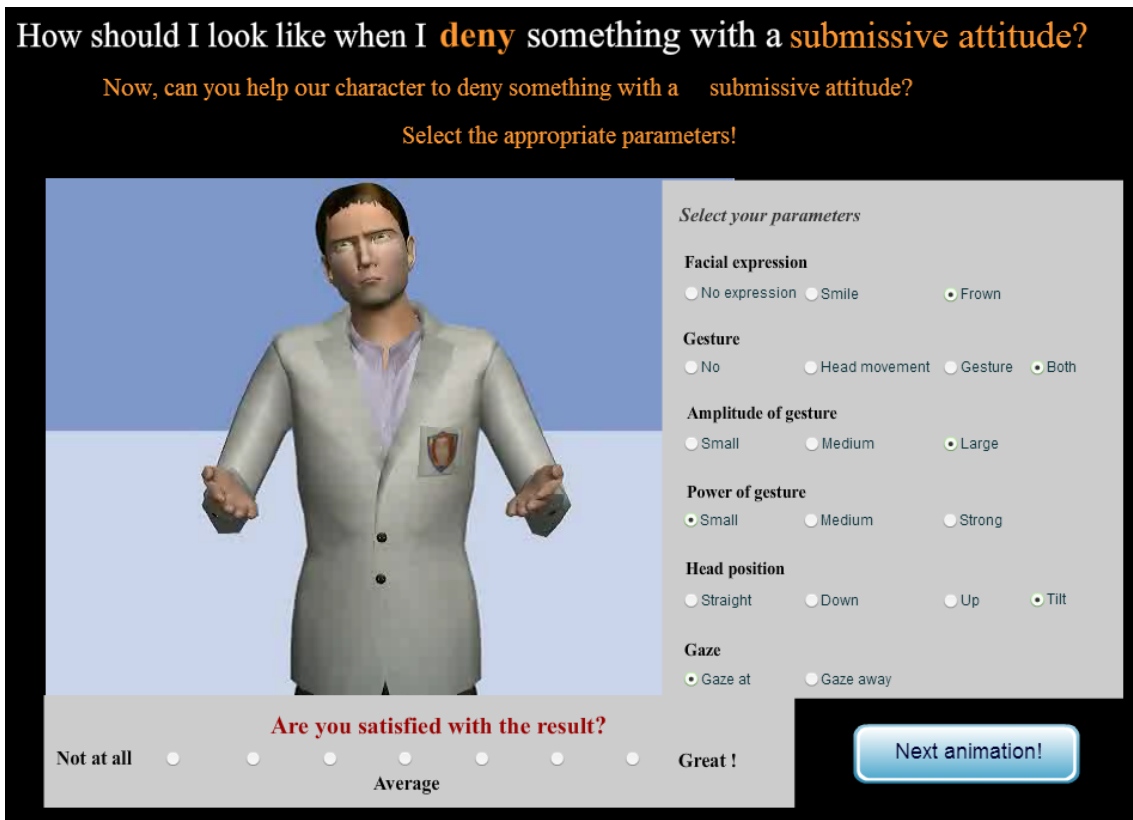 How should I look like when I deny something with a submissive attitude?
Now, can you help our character to deny something with a submissive attitude?
Select the appropriate parameters!
Select your parameters
Facial expression
No expression Smile Frown
Gesture
No Head movement Gesture Both
Amplitude of gesture
Small Medium Large
Power of gesture
Small Medium Strong
Head position
Straight Down Up Tilt
Gaze
Gaze at Gaze away
Are you satisfied with the result?
Not at all Great !
Average
Next animation!